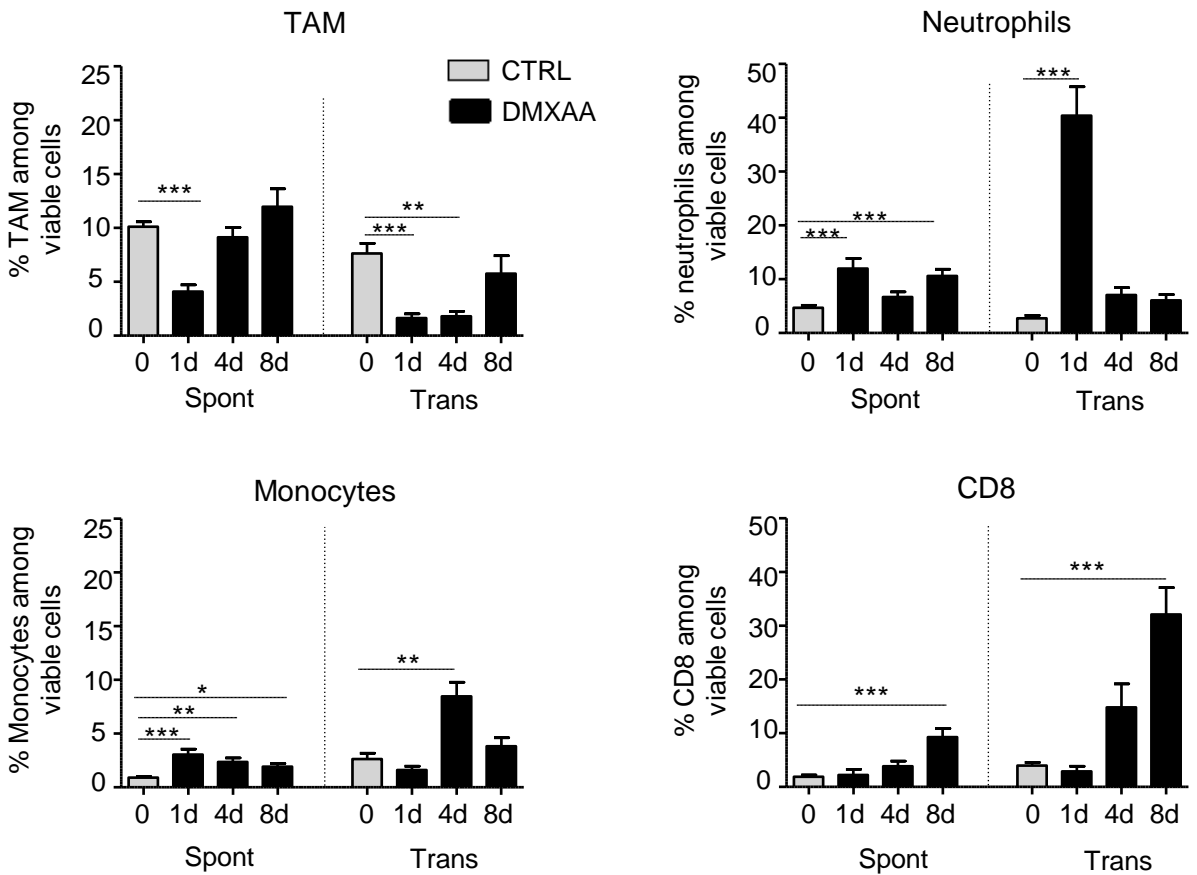 TAM
% TAM among
viable cells
25
20
15
10
5
0
CTRL
DMXAA
***
**
***
0 1d 4d 8d 0 1d 4d 8d
Spont Trans
Neutrophils
% neutrophils among
viable cells
50
40
30
20
10
0
***
***
***
0 1d 4d 8d 0 1d 4d 8d
Spont Trans
Monocytes
% Monocytes among
viable cells
25
20
15
10
5
0
*
**
***
**
0 1d 4d 8d 0 1d 4d 8d
Spont Trans
CD8
% CD8 among
viable cells
50
40
30
20
10
0
***
***
0 1d 4d 8d 0 1d 4d 8d
Spont Trans